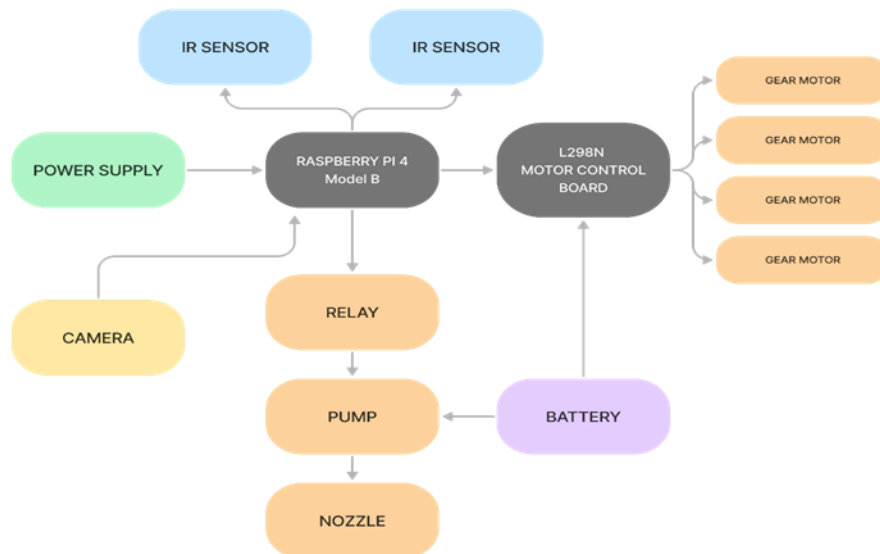 IR SENSOR
IR SENSOR
GEAR MOTOR
POWER SUPPLY
RASPBERRY PI 4
Model B
L298N
MOTOR CONTROL
BOARD
GEAR MOTOR
GEAR MOTOR
GEAR MOTOR
CAMERA
RELAY
PUMP
BATTERY
NOZZLE